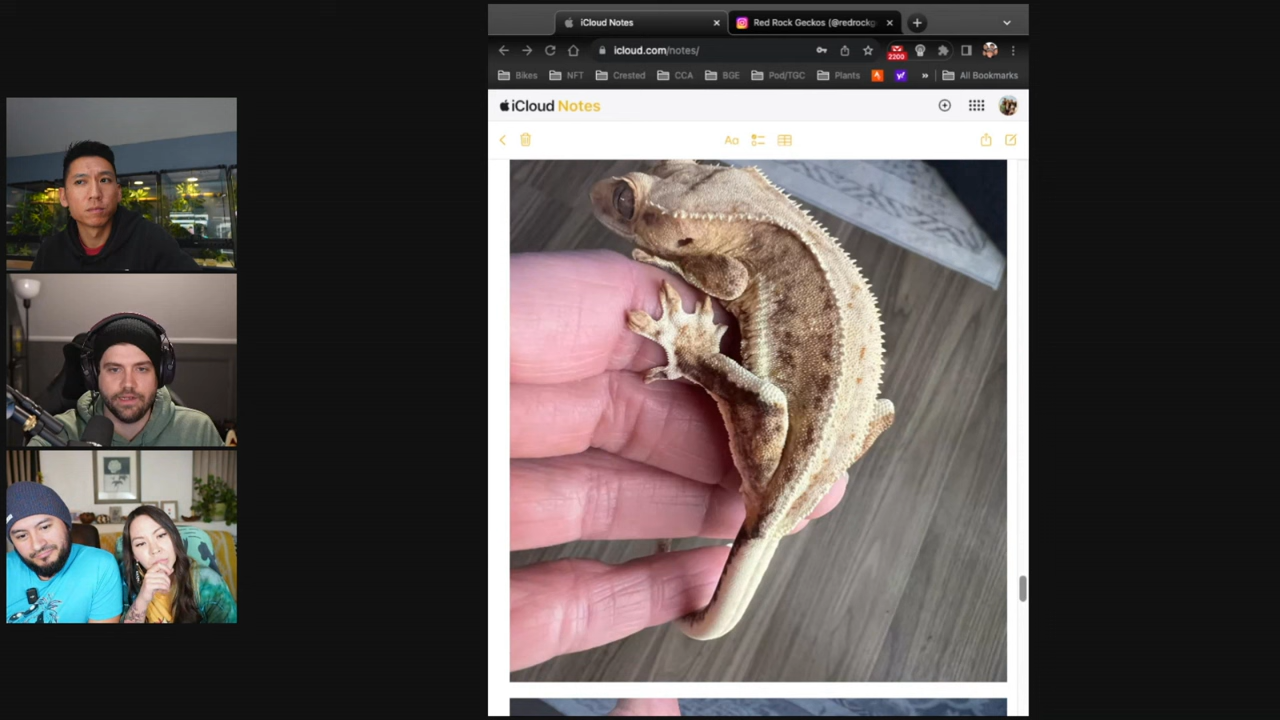 iCloud Notes
Red Rock Geckos (@redrockg
icloud.com/notes/
2200
Bikes NFT Crested CCA BGE Pod/TGC Plants y! » All Bookmarks
iCloud Notes
Aa